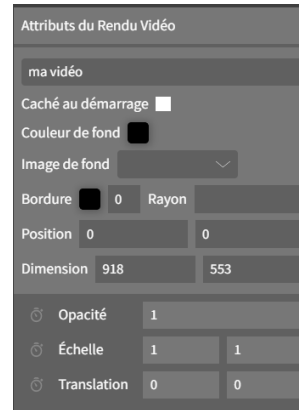 Attributs du Rendu Vidéo
ma vidéo
Caché au démarrage
Couleur de fond
Image de fond
Bordure 0 Rayon
Position 0 0
Dimension 918 553
Opacité 1
Échelle 1 1
Translation 0 0